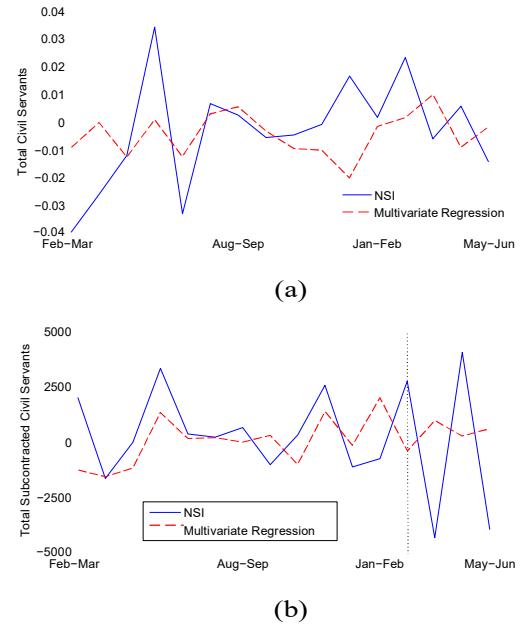 0.04
0.03
0.02
0.01
0
−0.01
−0.02
−0.03
−0.04
Total Civil Servants
NSI
Multivariate Regression
Feb−Mar Aug−Sep Jan−Feb May−Jun
(a)
5000
2500
0
−2500
−5000
Total Subcontracted Civil Servants
NSI
Multivariate Regression
Feb−Mar Aug−Sep Jan−Feb May−Jun
(b)